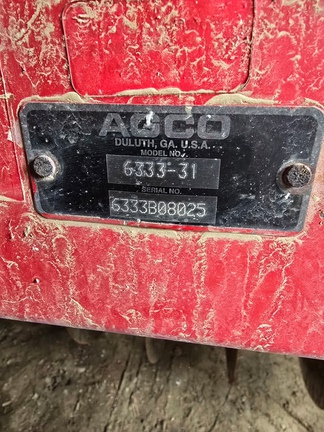 AGCO
DULUTH, GA. U.S.A.
MODEL NO.
6333-31
SERIAL NO.
6333B08025